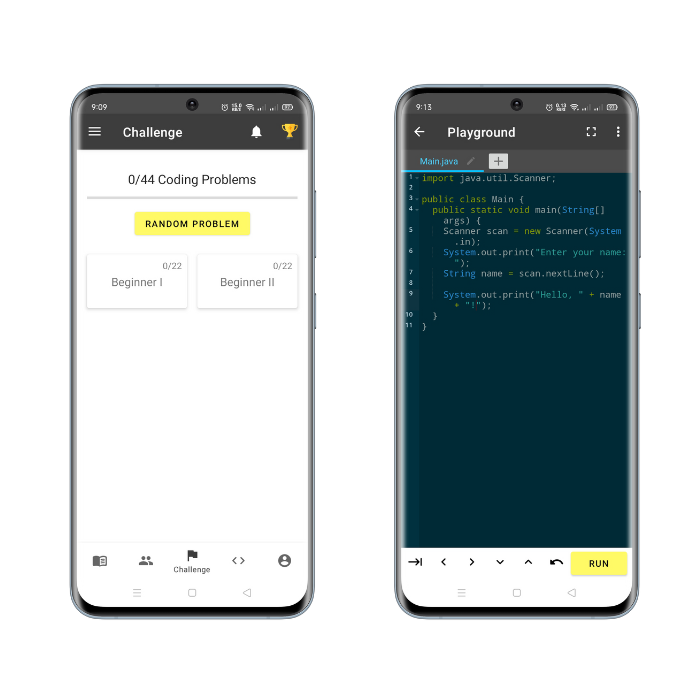 9:09
Challenge
0/44 Coding Problems
RANDOM PROBLEM
0/22
Beginner I
0/22
Beginner II
Challenge
9:13
Playground
Main.java
1 import java.util.Scanner;
2
3 public class Main {
4 public static void main(String[]
args) {
5 Scanner scan = new Scanner(System
.in);
6 System.out.print("Enter your name:
");
7 String name = scan.nextLine();
8
9 System.out.print("Hello, " + name
+ "!");
10 }
11 }
RUN